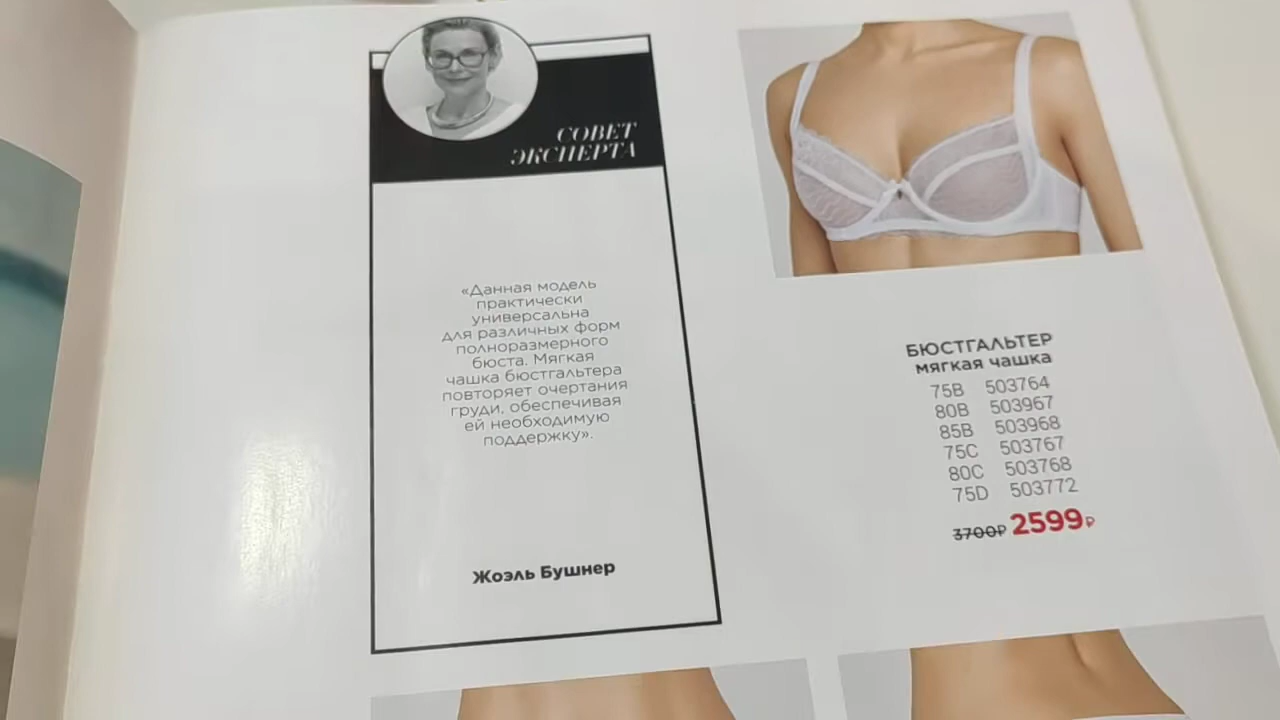 СОВЕТ
ЭКСПЕРТА
«Данная модель
практически
универсальна
для различных форм
полноразмерного
бюста. Мягкая
чашка бюстгальтера
повторяет очертания
груди, обеспечивая
ей необходимую
поддержку».
Жоэль Бушнер
БЮСТГАЛЬТЕР
мягкая чашка
75B 503764
80B 503967
85B 503968
75C 503767
80C 503768
75D 503772
3700₽ 2599₽